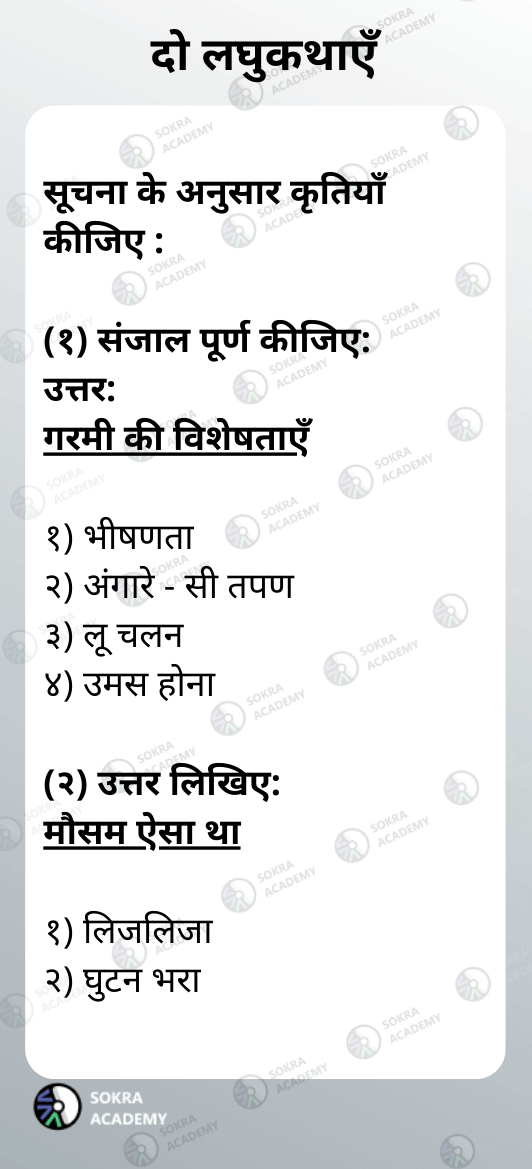 दो लघुकथाएँ
सूचना के अनुसार कृतियाँ
कीजिए :
(१) संजाल पूर्ण कीजिए:
उत्तर:
गरमी की विशेषताएँ
१) भीषणता
२) अंगारे - सी तपण
३) लू चलन
४) उमस होना
(२) उत्तर लिखिए:
मौसम ऐसा था
१) लिजलिजा
२) घुटन भरा
SOKRA
ACADEMY